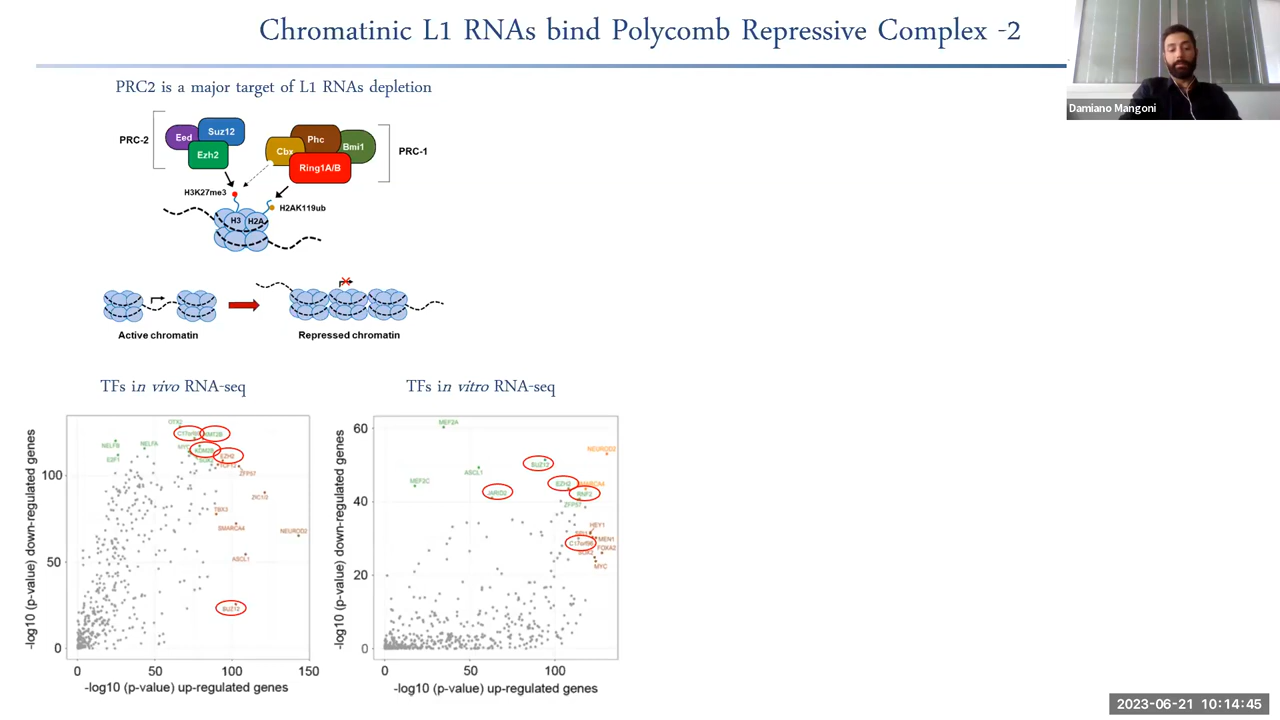 Chromatinic L1 RNAs bind Polycomb Repressive Complex -2
Damiano Mangoni
PRC2 is a major target of L1 RNAs depletion
PRC-2
Eed
Suz12
Ezh2
Cbx
Phc
Bmi1
Ring1A/B
PRC-1
H3K27me3
H2AK119ub
H3
H2A
Active chromatin
Repressed chromatin
TFs in vivo RNA-seq
TFs in vitro RNA-seq
-log10 (p-value) down-regulated genes
100
50
0
OTX2
NELFB
NELFA
E2F1
EZH2
ZFP57
TBX3
SMARCA4
NEUROD2
ASCL1
SUZ12
0
50
100
150
-log10 (p-value) up-regulated genes
-log10 (p-value) down-regulated genes
60
40
20
0
MEF2A
NEUROD2
SUZ12
ASCL1
MEF2C
JARID2
EZH2
SMARCA4
RNF2
ZFP57
HEY1
MEN1
FOXA2
MYC
0
50
100
-log10 (p-value) up-regulated genes
2023-06-21 10:14:45